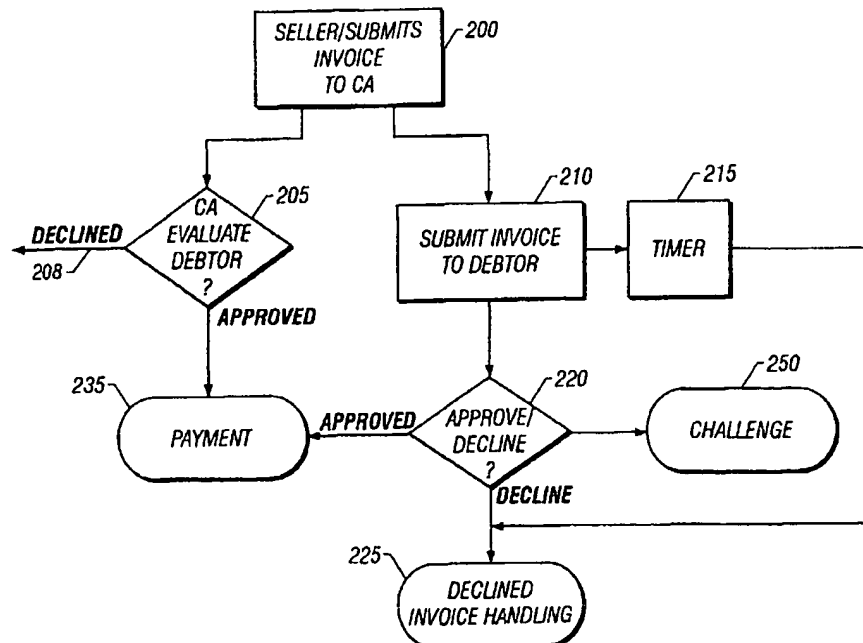 SELLER/SUBMITS
INVOICE
TO CA
200
CA
EVALUATE
DEBTOR
?
205
DECLINED
208
APPROVED
210
SUBMIT INVOICE
TO DEBTOR
215
TIMER
235
PAYMENT
APPROVED
220
APPROVE/
DECLINE
?
250
CHALLENGE
DECLINE
225
DECLINED
INVOICE HANDLING